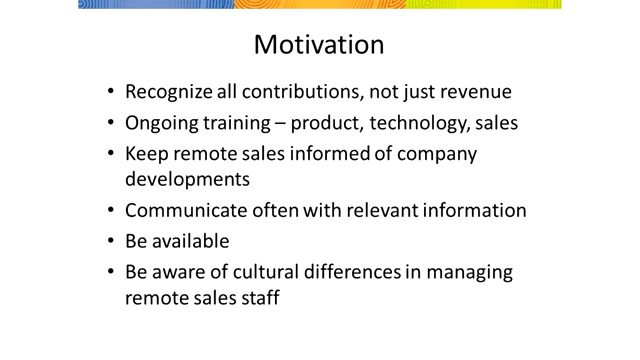 Motivation
• Recognize all contributions, not just revenue
• Ongoing training – product, technology, sales
• Keep remote sales informed of company
developments
• Communicate often with relevant information
• Be available
• Be aware of cultural differences in managing
remote sales staff